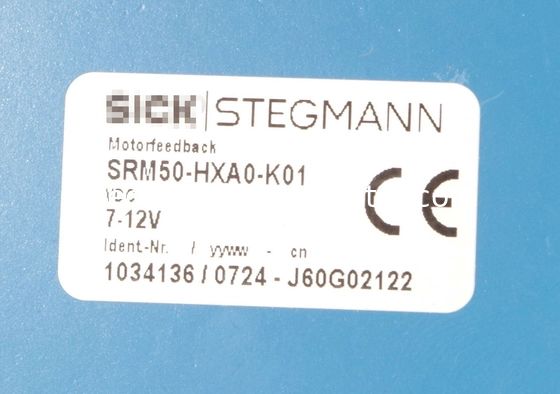 SICK|STEGMANN
Motorfeedback
SRM50-HXA0-K01
VDC
7-12V
Ident.-Nr. / yyww - cn
1034136 / 0724 - J60G02122
CE